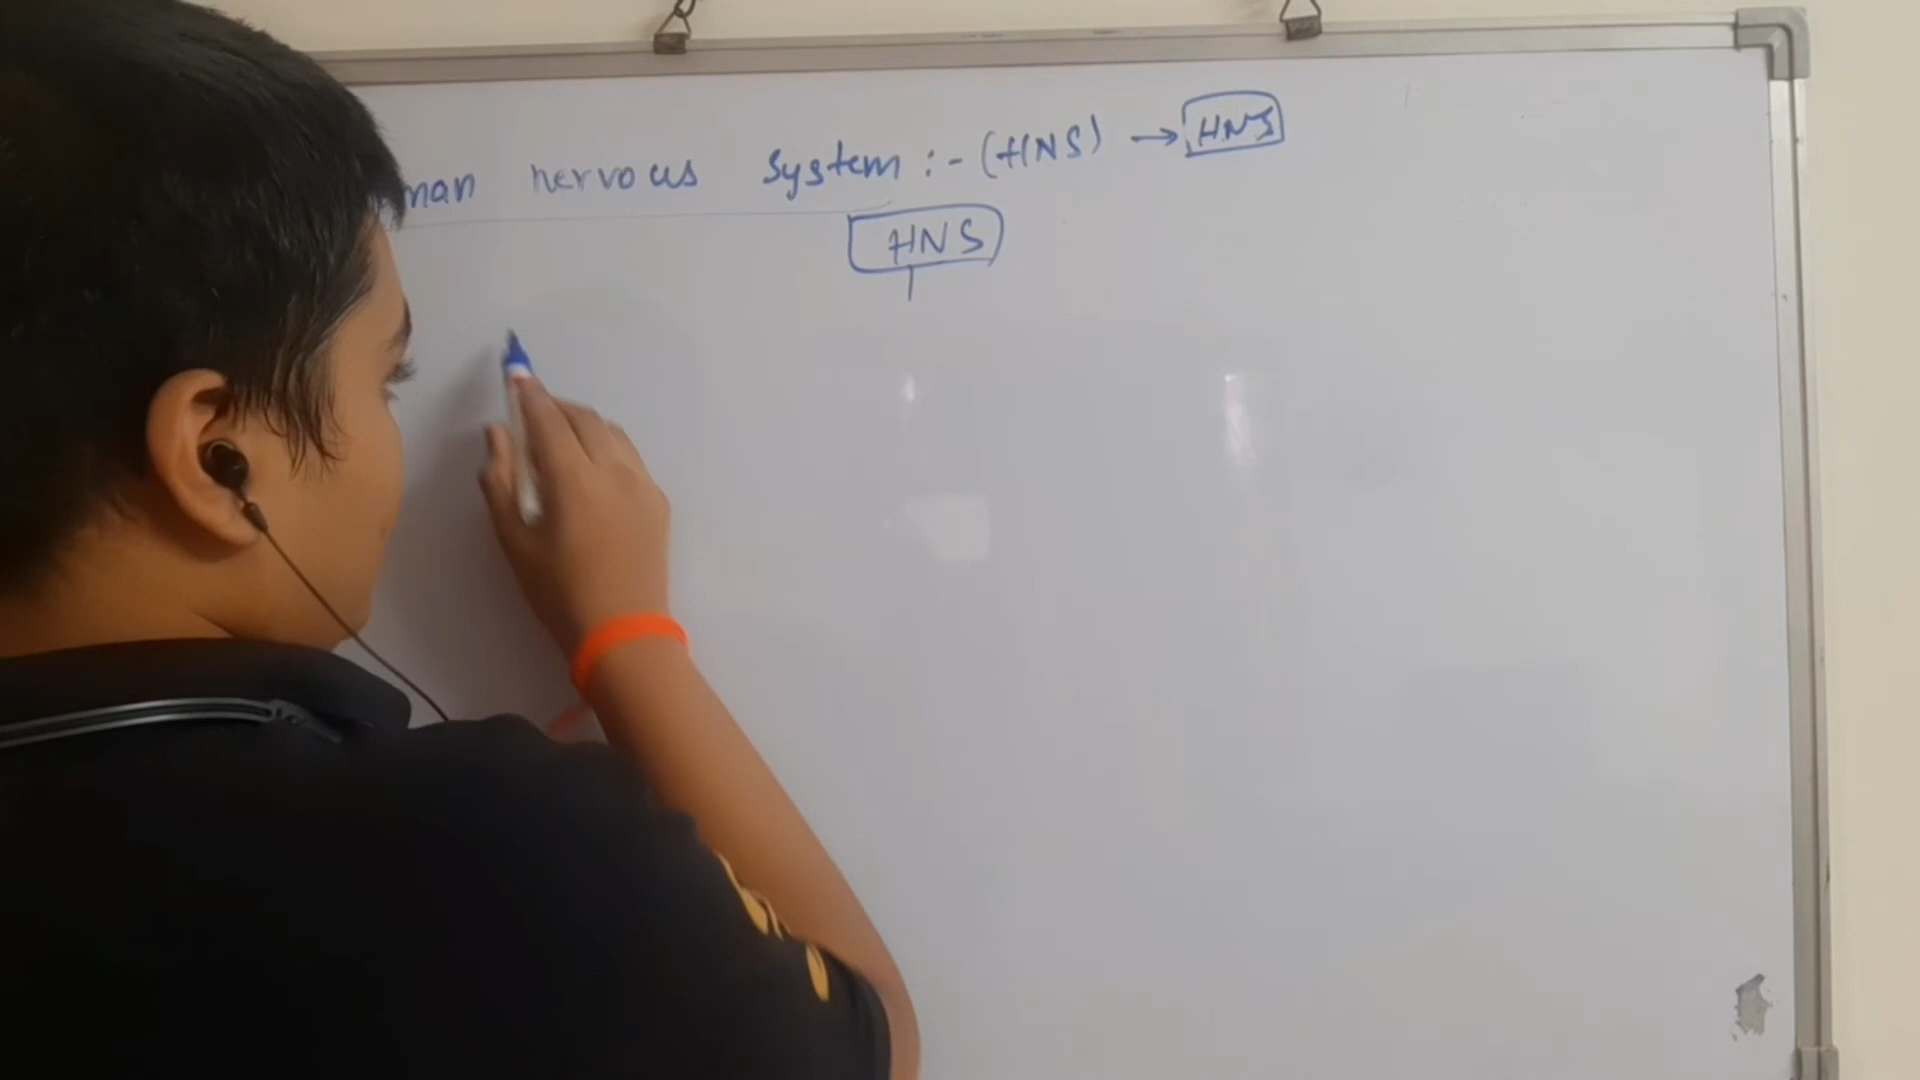 man nervous system :- (HNS) → HNS
HNS